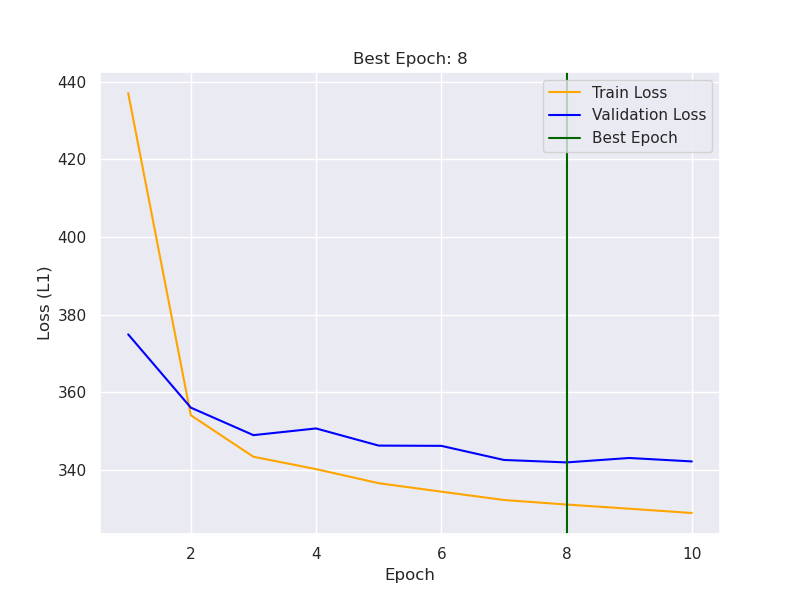 Best Epoch: 8
Train Loss
Validation Loss
Best Epoch
Loss (L1)
440
420
400
380
360
340
2 4 6 8 10
Epoch